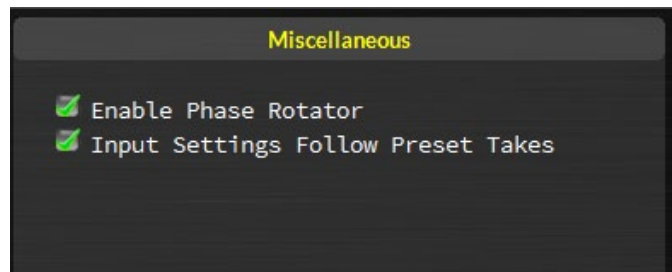 Miscellaneous
Enable Phase Rotator
Input Settings Follow Preset Takes